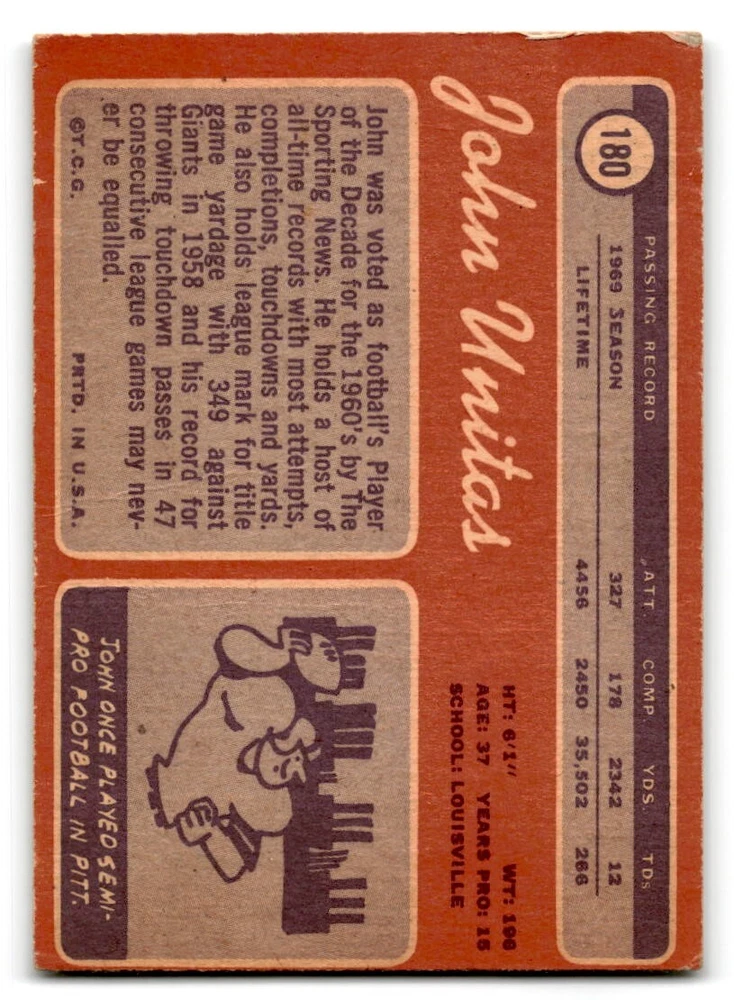 180
PASSING RECORD ATT. COMP. YDS. TDs
1969 SEASON 327 178 2342 12
LIFETIME 4456 2450 35,502 266
John Unitas
HT: 6'1" WT: 196
AGE: 37 YEARS PRO: 15
SCHOOL: LOUISVILLE
John was voted as football's Player
of the Decade for the 1960's by The
Sporting News. He holds a host of
all-time records with most attempts,
completions, touchdowns and yards.
He also holds league mark for title
game yardage with 349 against
Giants in 1958 and his record for
throwing touchdown passes in 47
consecutive league games may nev-
er be equalled.
©T.C.G. PRTD. IN U.S.A.
JOHN ONCE PLAYED SEMI-
PRO FOOTBALL IN PITT.